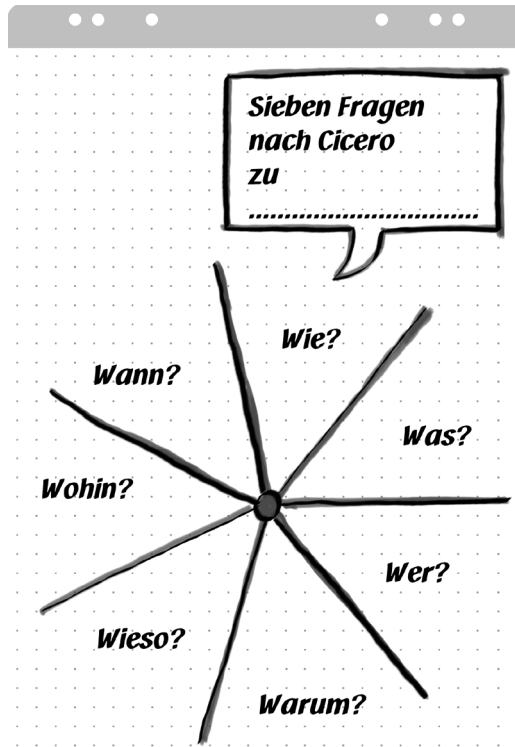 Sieben Fragen
nach Cicero
zu
........................................
Wie?
Wann?
Was?
Wohin?
Wer?
Wieso?
Warum?